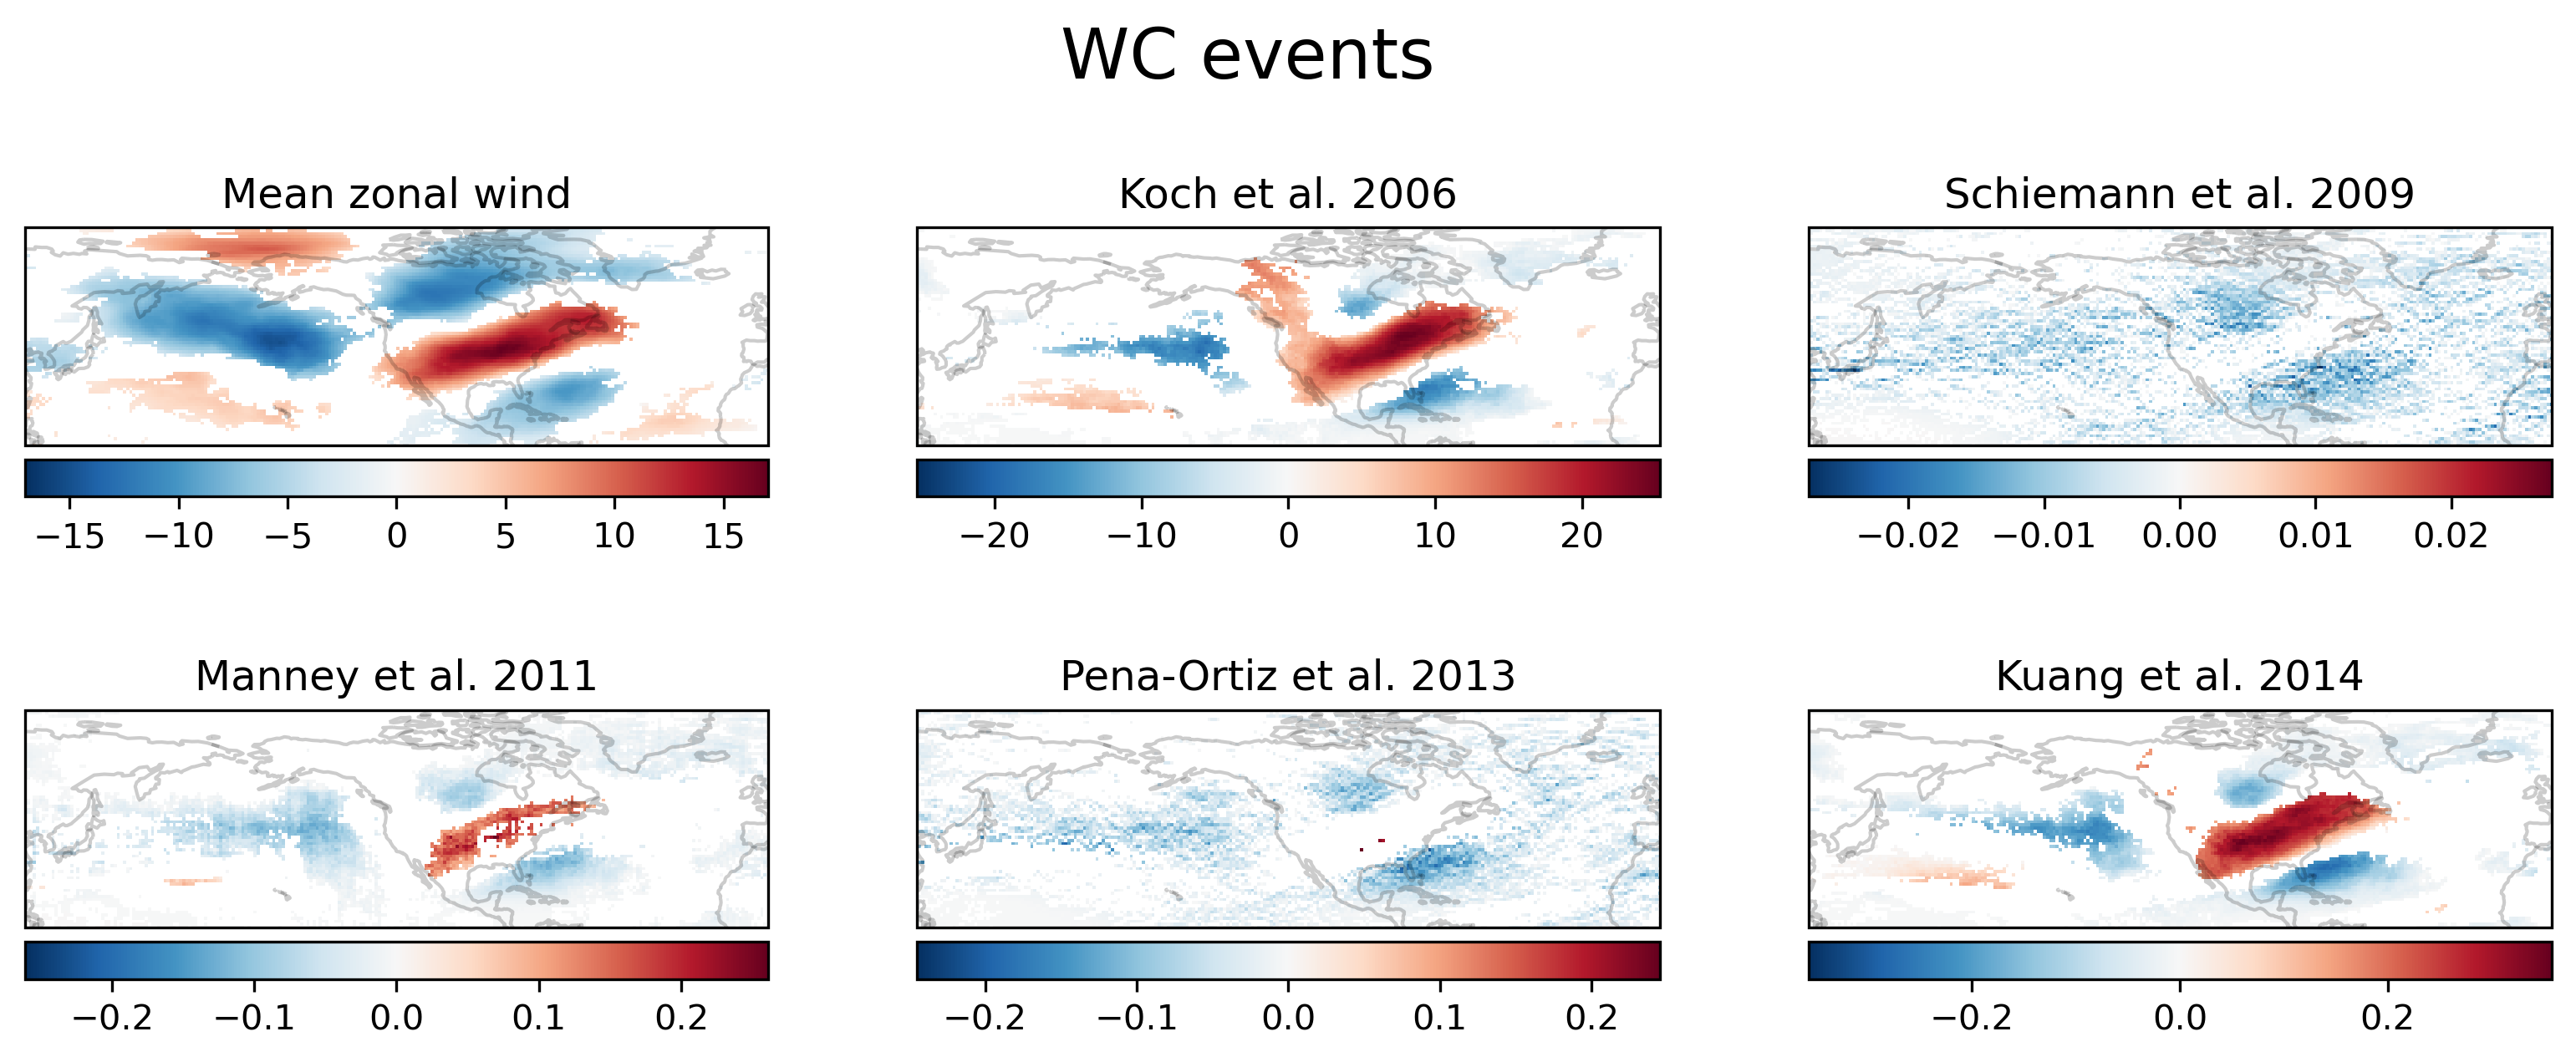 WC events
Mean zonal wind
Koch et al. 2006
Schiemann et al. 2009
−15 −10 −5 0 5 10 15
−20 −10 0 10 20
−0.02 −0.01 0.00 0.01 0.02
Manney et al. 2011
Pena-Ortiz et al. 2013
Kuang et al. 2014
−0.2 −0.1 0.0 0.1 0.2
−0.2 −0.1 0.0 0.1 0.2
−0.2 0.0 0.2